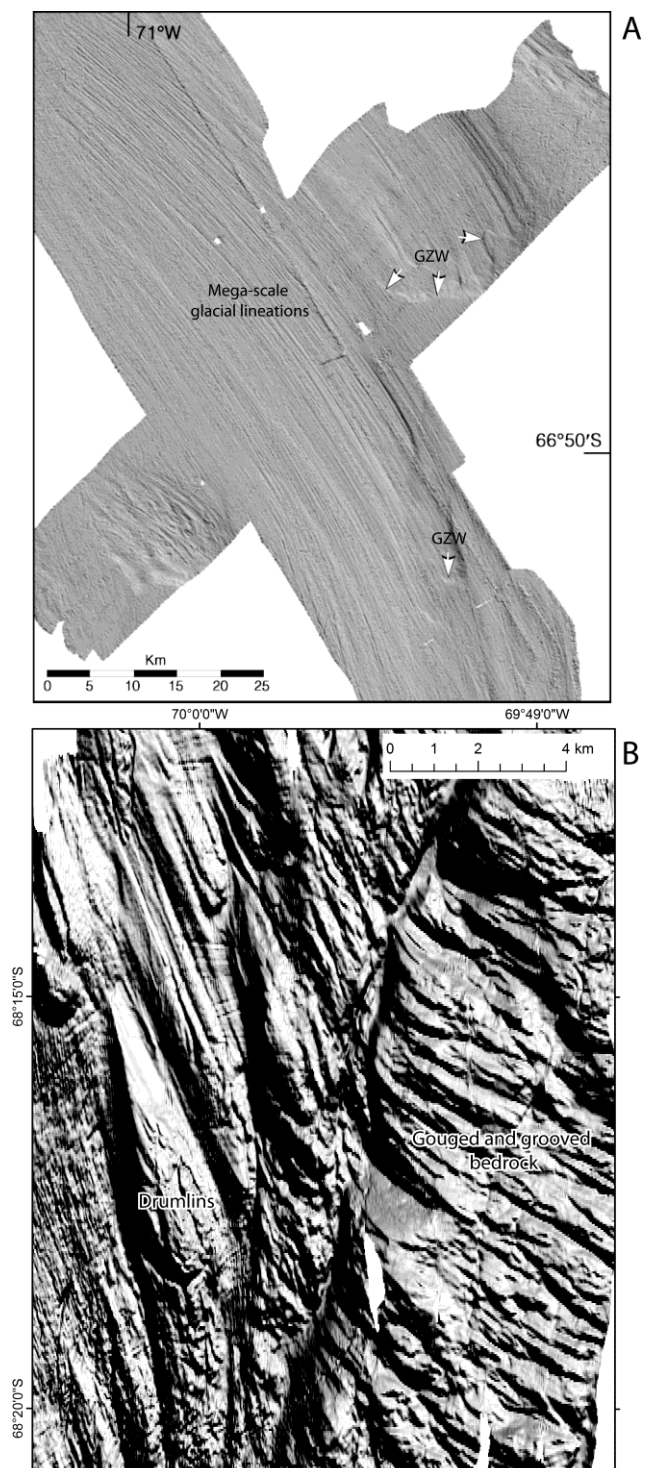 A
71°W
GZW
Mega-scale
glacial lineations
66°50′S
GZW
Km
0 5 10 15 20 25
70°0'0"W 69°49'0"W
B
0 1 2 4 km
68°15'0"S
Gouged and grooved
bedrock
Drumlins
68°20'0"S